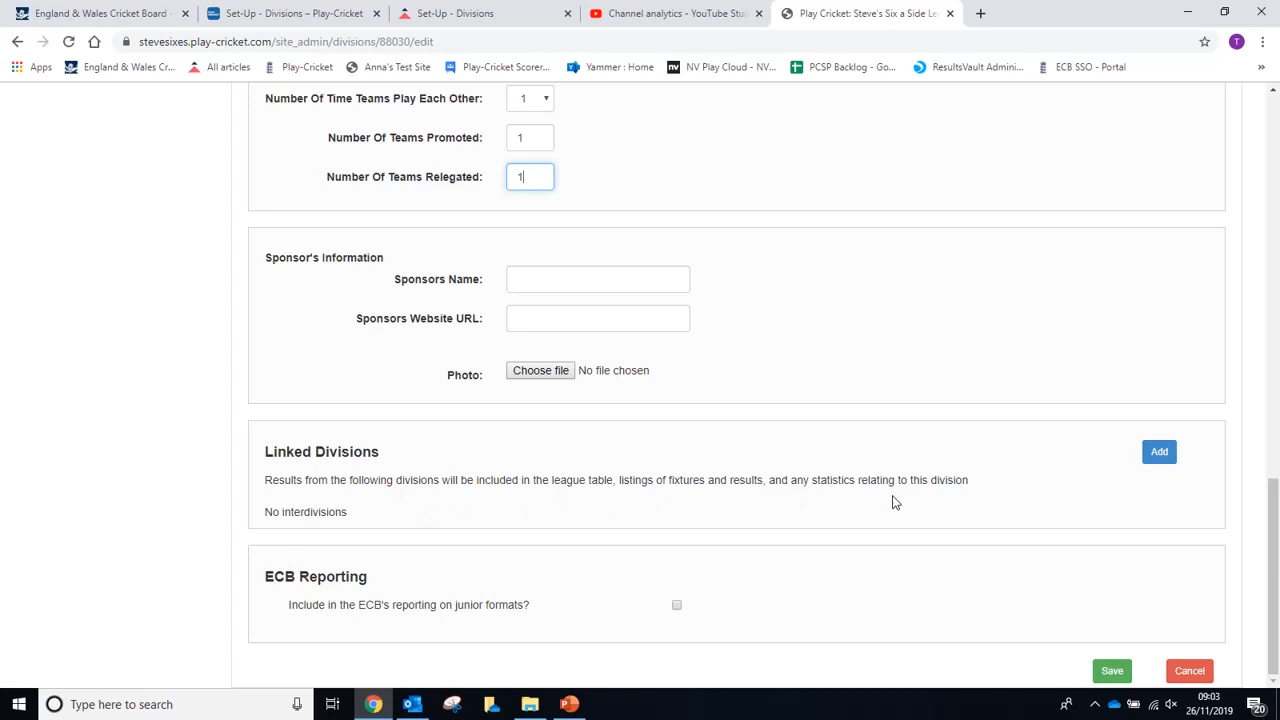 England & Wales Cricket Board -
Set-Up - Divisions – Play-Cricket
Set-Up - Divisions
Channel analytics - YouTube Stud
Play Cricket: Steve's Six a Side Le
stevesixes.play-cricket.com/site_admin/divisions/88030/edit
T
Apps
England & Wales Cr...
All articles
Play-Cricket
Anna's Test Site
Play-Cricket Scorer...
Yammer : Home
NV Play Cloud - NV...
PCSP Backlog - Go...
ResultsVault Admini...
ECB SSO - Portal
»
Number Of Time Teams Play Each Other:
1
Number Of Teams Promoted:
1
Number Of Teams Relegated:
1
Sponsor's Information
Sponsors Name:
Sponsors Website URL:
Photo:
Choose file No file chosen
Linked Divisions
Add
Results from the following divisions will be included in the league table, listings of fixtures and results, and any statistics relating to this division
No interdivisions
ECB Reporting
Include in the ECB's reporting on junior formats?
Save
Cancel
Type here to search
09:03
26/11/2019
20